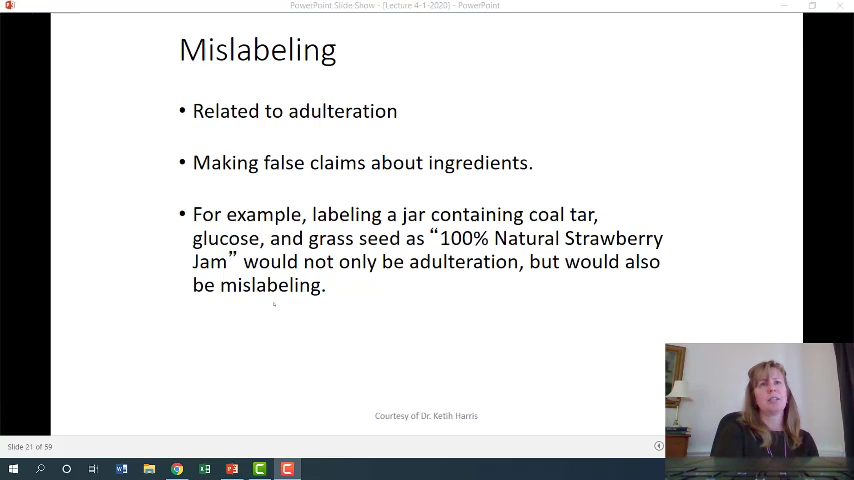 PowerPoint Slide Show - [Lecture 4-1-2020] - PowerPoint
Mislabeling
• Related to adulteration
• Making false claims about ingredients.
• For example, labeling a jar containing coal tar,
glucose, and grass seed as “100% Natural Strawberry
Jam” would not only be adulteration, but would also
be mislabeling.
Courtesy of Dr. Ketih Harris
Slide 21 of 59